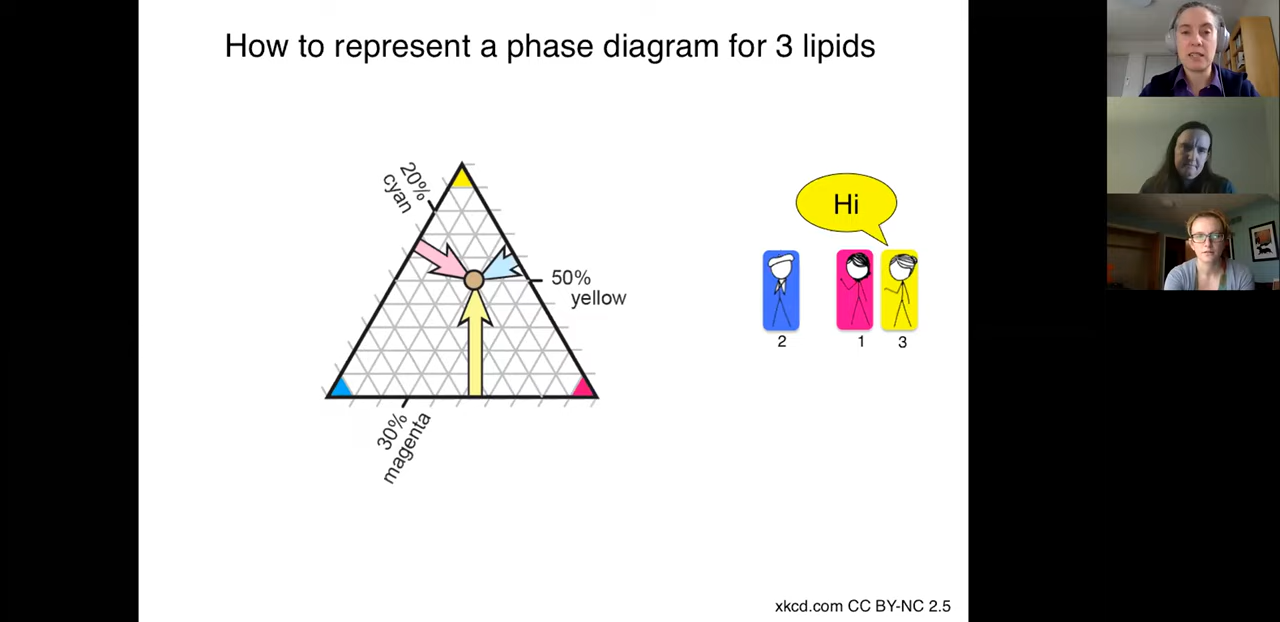 How to represent a phase diagram for 3 lipids
20%
cyan
50%
yellow
30%
magenta
Hi
2
1
3
xkcd.com CC BY-NC 2.5